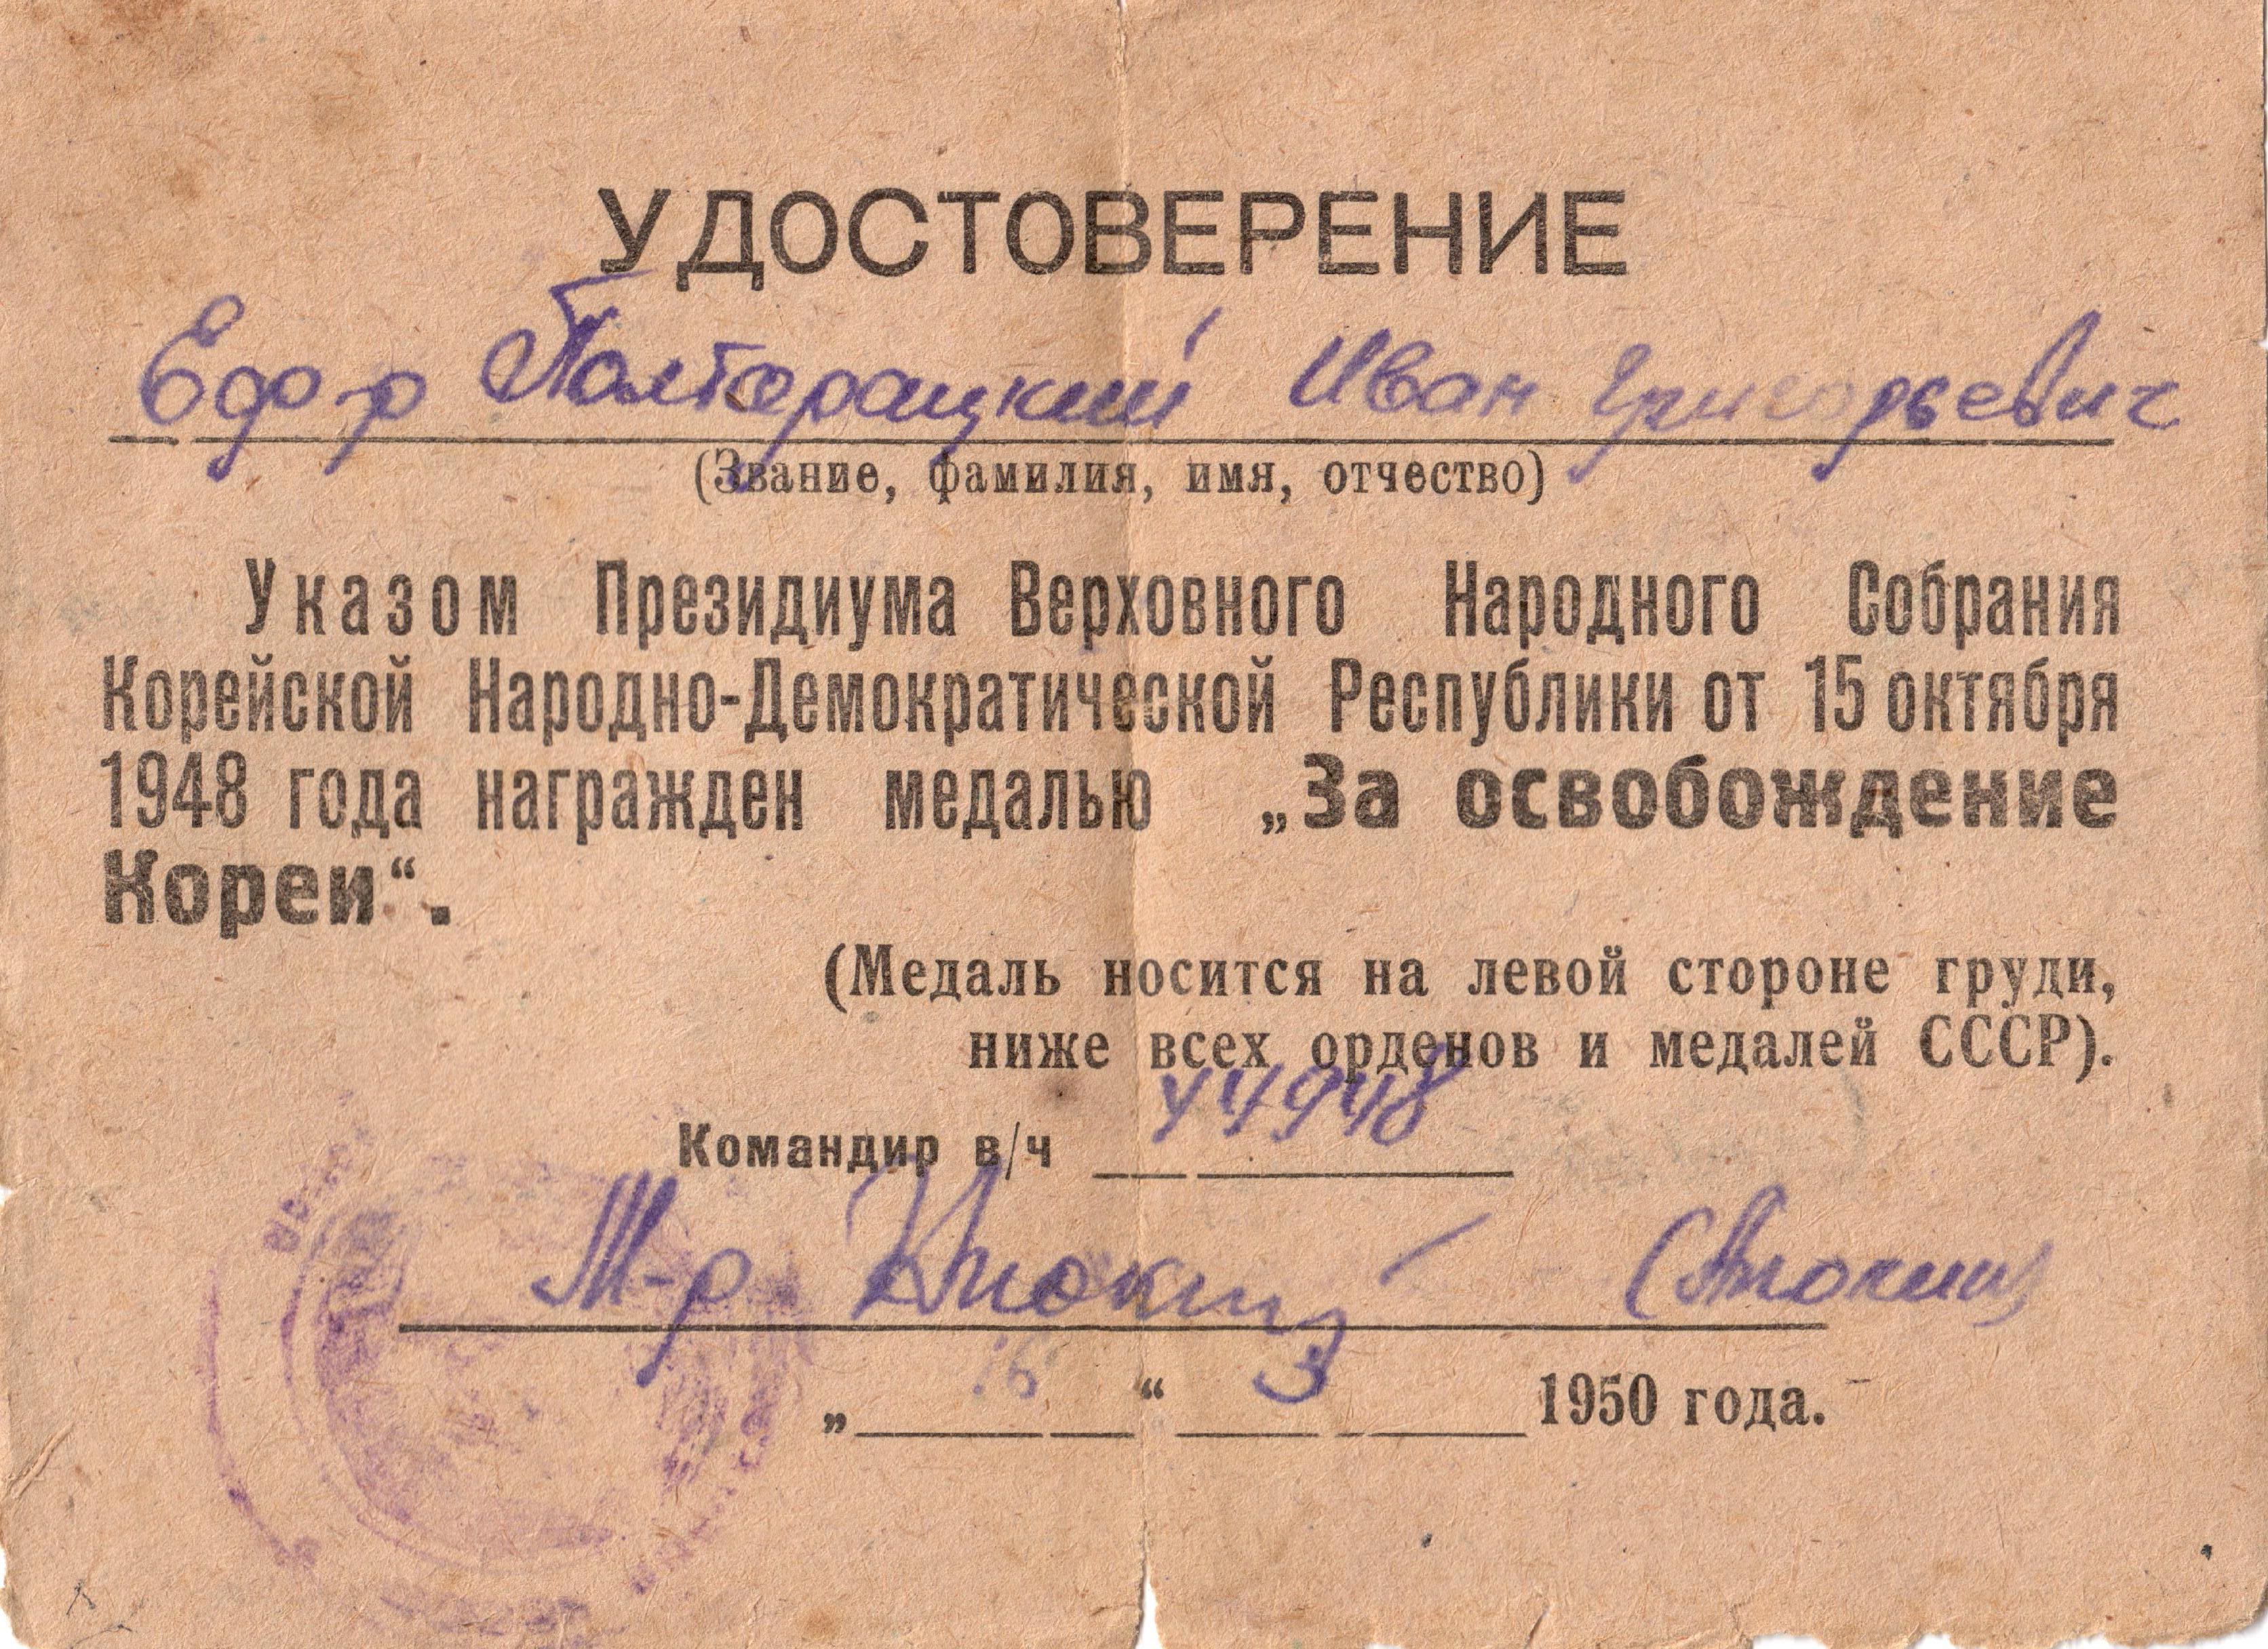 УДОСТОВЕРЕНИЕ
Ефр-р Полторацкий Иван Григорьевич
(Звание, фамилия, имя, отчество)
Указом Президиума Верховного Народного Собрания
Корейской Народно-Демократической Республики от 15 октября
1948 года награжден медалью „За освобождение
Кореи“.
(Медаль носится на левой стороне груди,
ниже всех орденов и медалей СССР).
Командир в/ч 44948
М-р
„ 16 “ 3 1950 года.